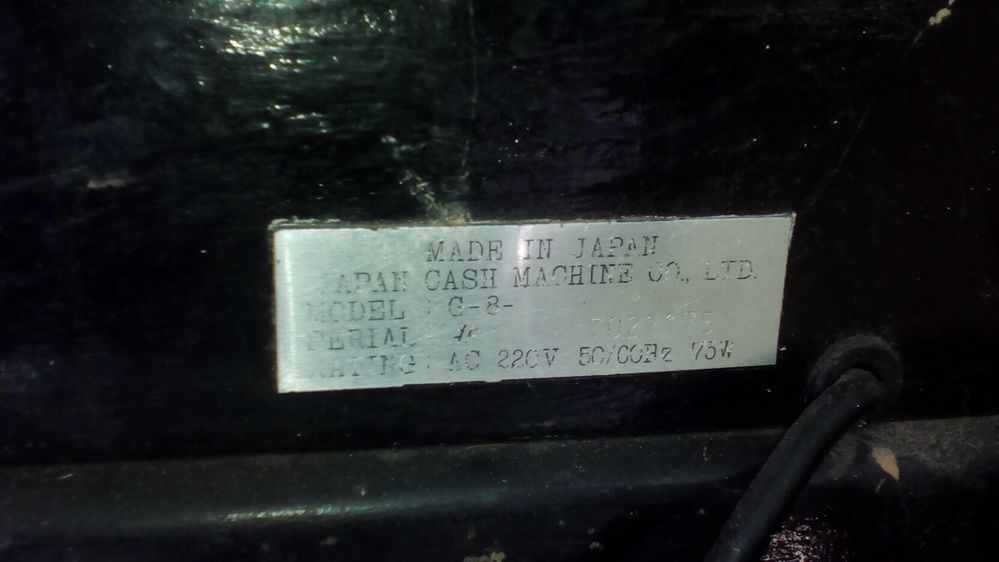 MADE IN JAPAN
JAPAN CASH MACHINE CO., LTD.
MODEL : G-8-
SERIAL #
RATING : AC 220V 50/60Hz 75W